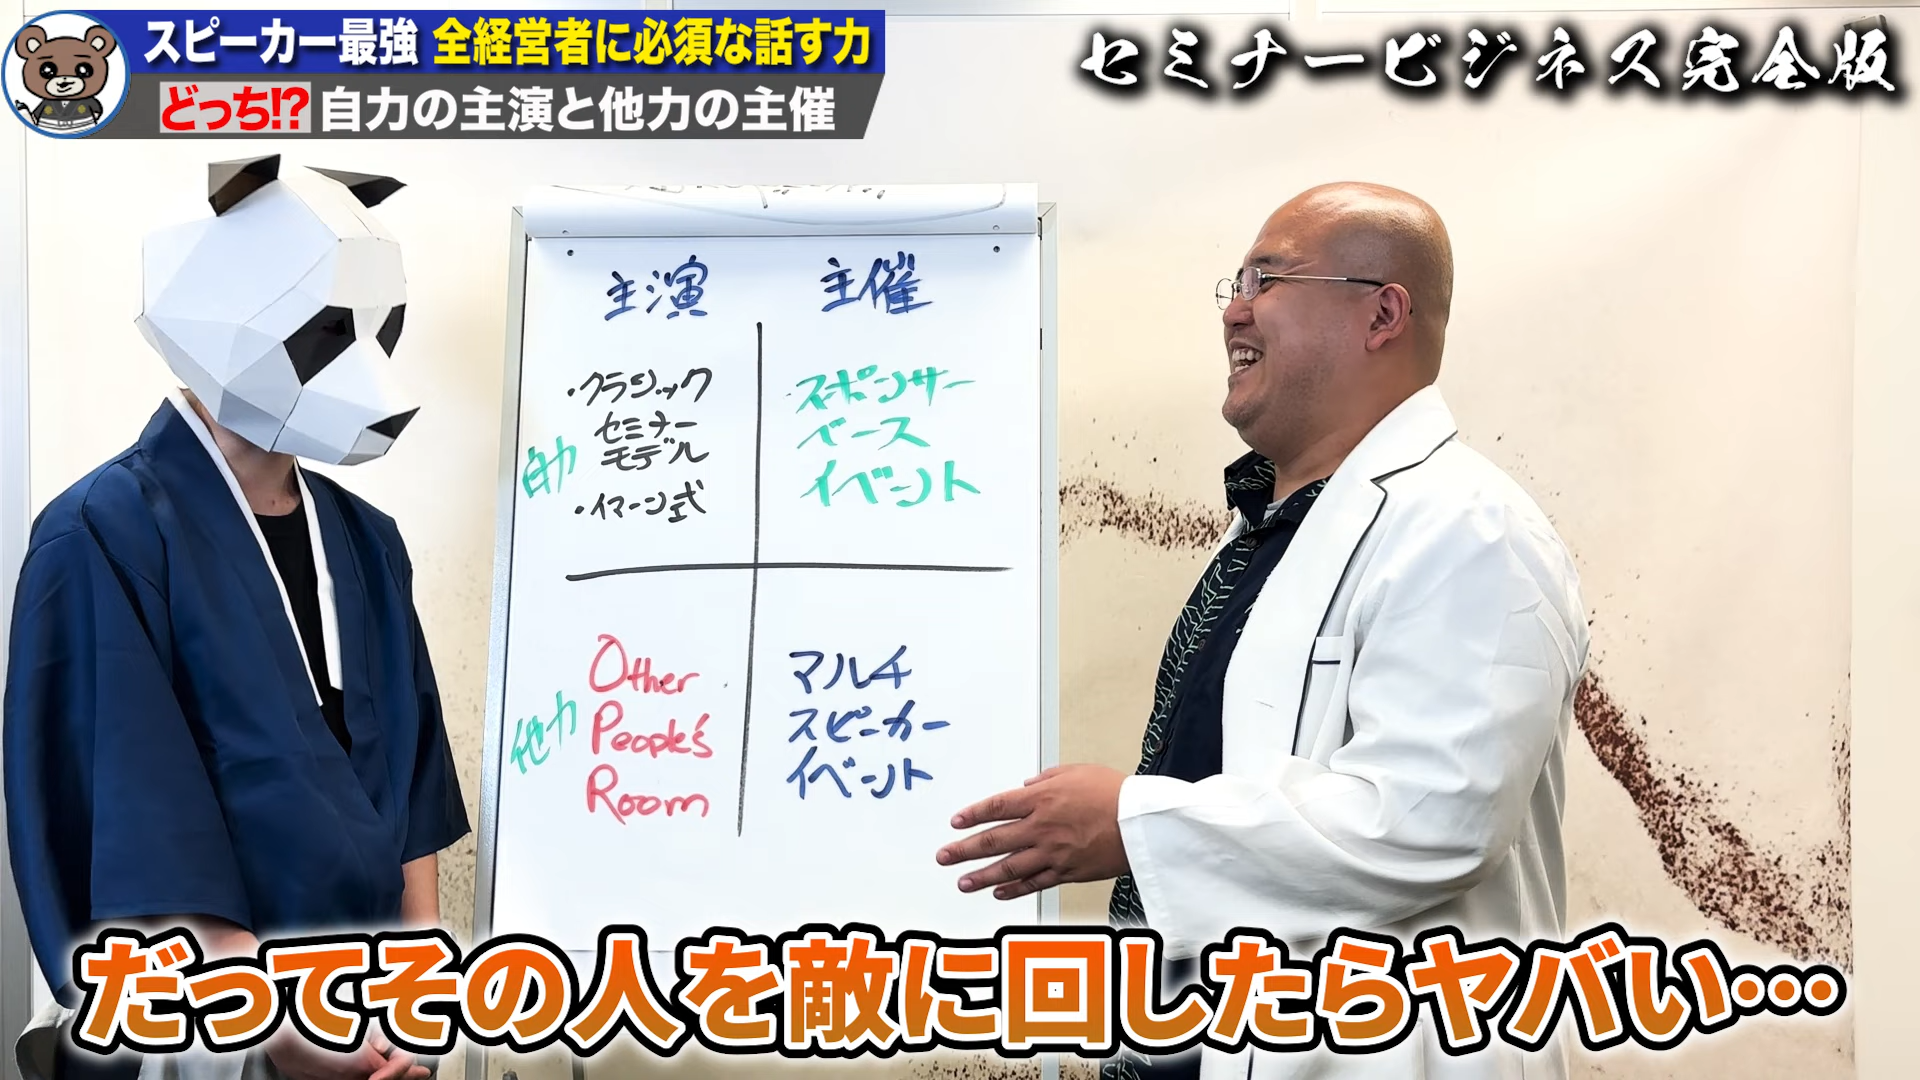 スピーカー最強 全経営者に必須な話す力
どっち!? 自力の主演と他力の主催
セミナービジネス完全版
主演
主催
自力
・クラシック
セミナー
モデル
・イマーシ式
スポンサー
ベース
イベント
他力
Other
People's
Room
マルチ
スピーカー
イベント
だってその人を敵に回したらヤバい…